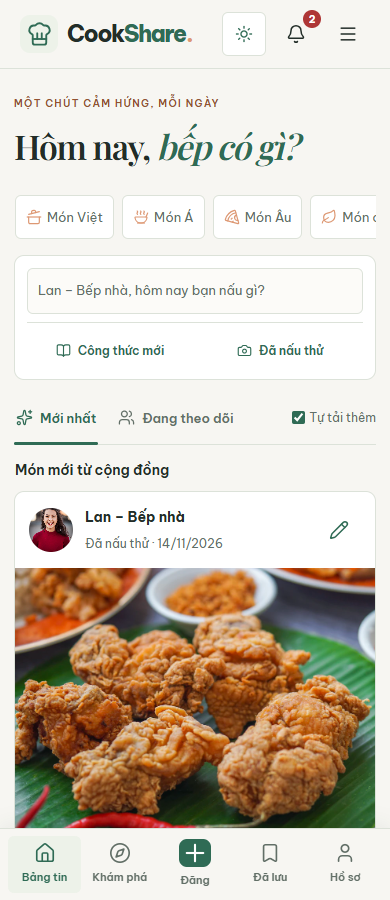 CookShare.
2
MỘT CHÚT CẢM HỨNG, MỖI NGÀY
Hôm nay, bếp có gì?
Món Việt
Món Á
Món Âu
Món c
Lan – Bếp nhà, hôm nay bạn nấu gì?
Công thức mới
Đã nấu thử
Mới nhất
Đang theo dõi
Tự tải thêm
Món mới từ cộng đồng
Lan – Bếp nhà
Đã nấu thử · 14/11/2026
Bảng tin
Khám phá
Đăng
Đã lưu
Hồ sơ